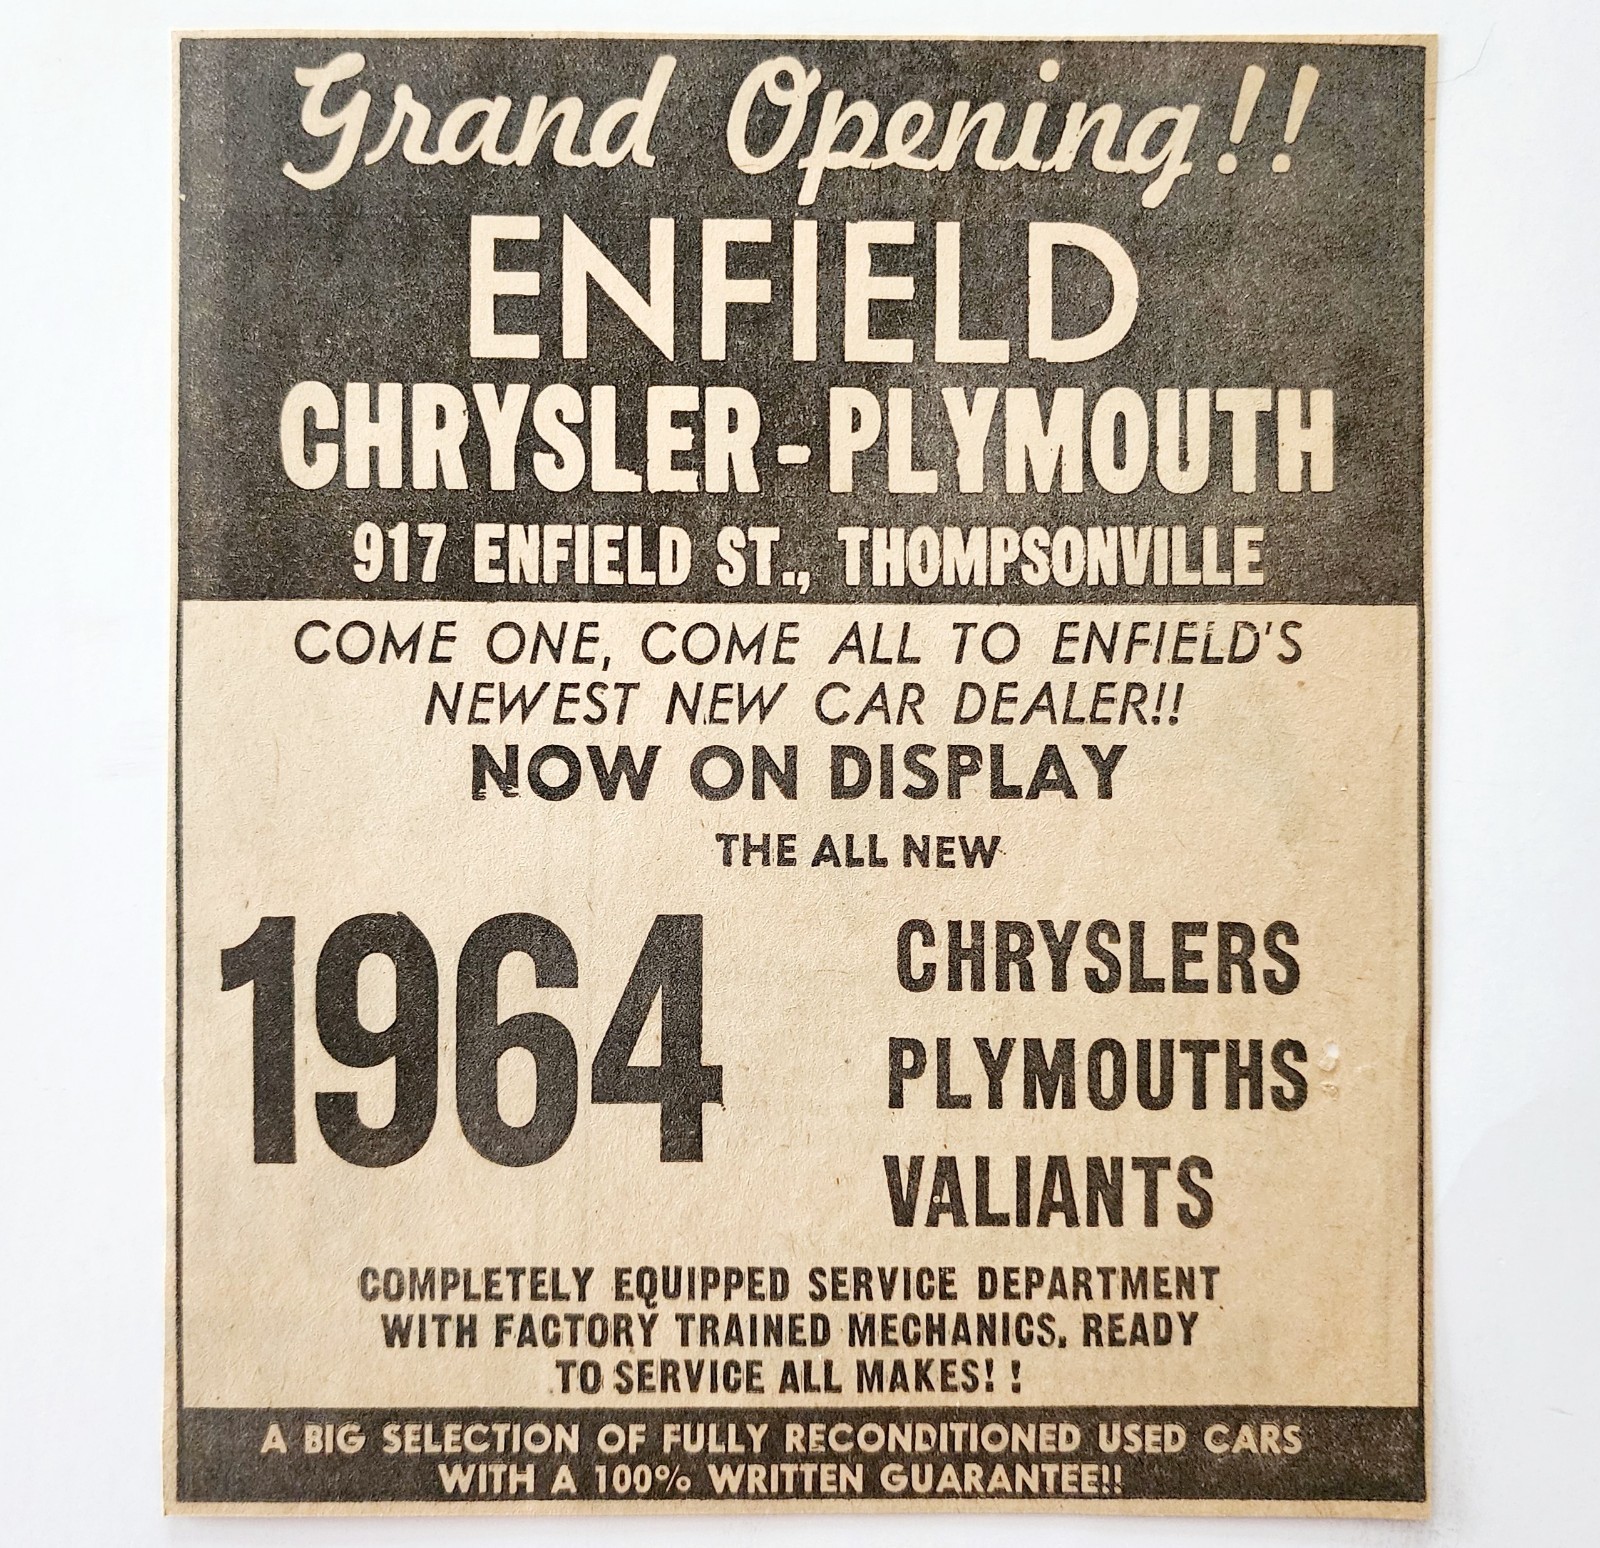 Grand Opening!!
ENFIELD
CHRYSLER-PLYMOUTH
917 ENFIELD ST., THOMPSONVILLE
COME ONE, COME ALL TO ENFIELD'S
NEWEST NEW CAR DEALER!!
NOW ON DISPLAY
THE ALL NEW
1964
CHRYSLERS
PLYMOUTHS
VALIANTS
COMPLETELY EQUIPPED SERVICE DEPARTMENT
WITH FACTORY TRAINED MECHANICS, READY
TO SERVICE ALL MAKES! !
A BIG SELECTION OF FULLY RECONDITIONED USED CARS
WITH A 100% WRITTEN GUARANTEE!!